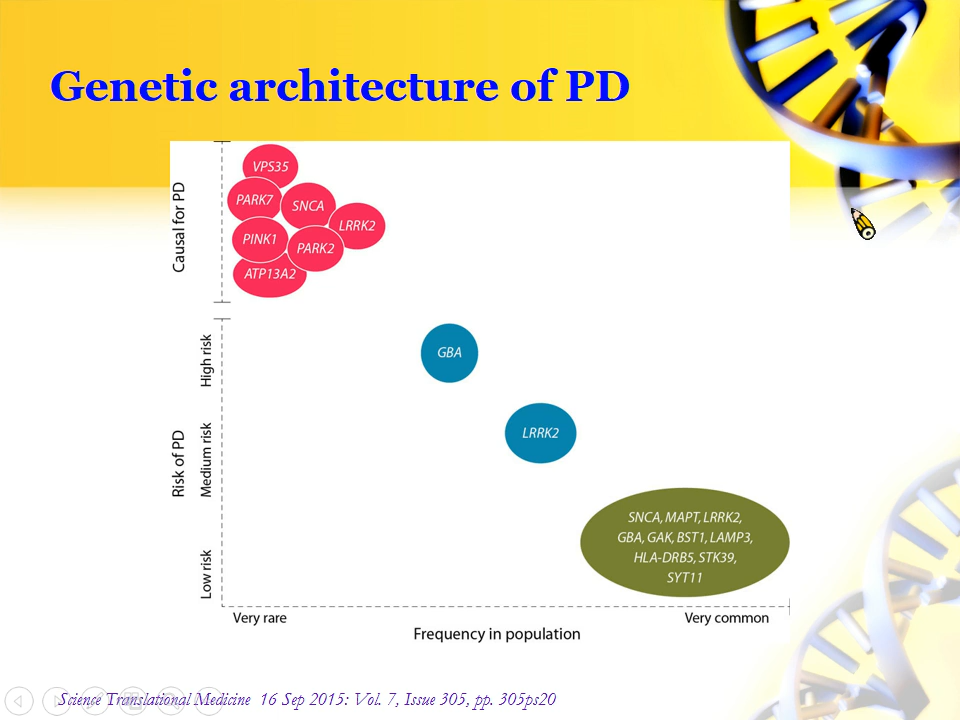 Genetic architecture of PD
Causal for PD
VPS35
PARK7
SNCA
LRRK2
PINK1
PARK2
ATP13A2
Risk of PD
High risk
Medium risk
Low risk
GBA
LRRK2
SNCA, MAPT, LRRK2,
GBA, GAK, BST1, LAMP3,
HLA-DRB5, STK39,
SYT11
Very rare
Very common
Frequency in population
Science Translational Medicine 16 Sep 2015: Vol. 7, Issue 305, pp. 305ps20